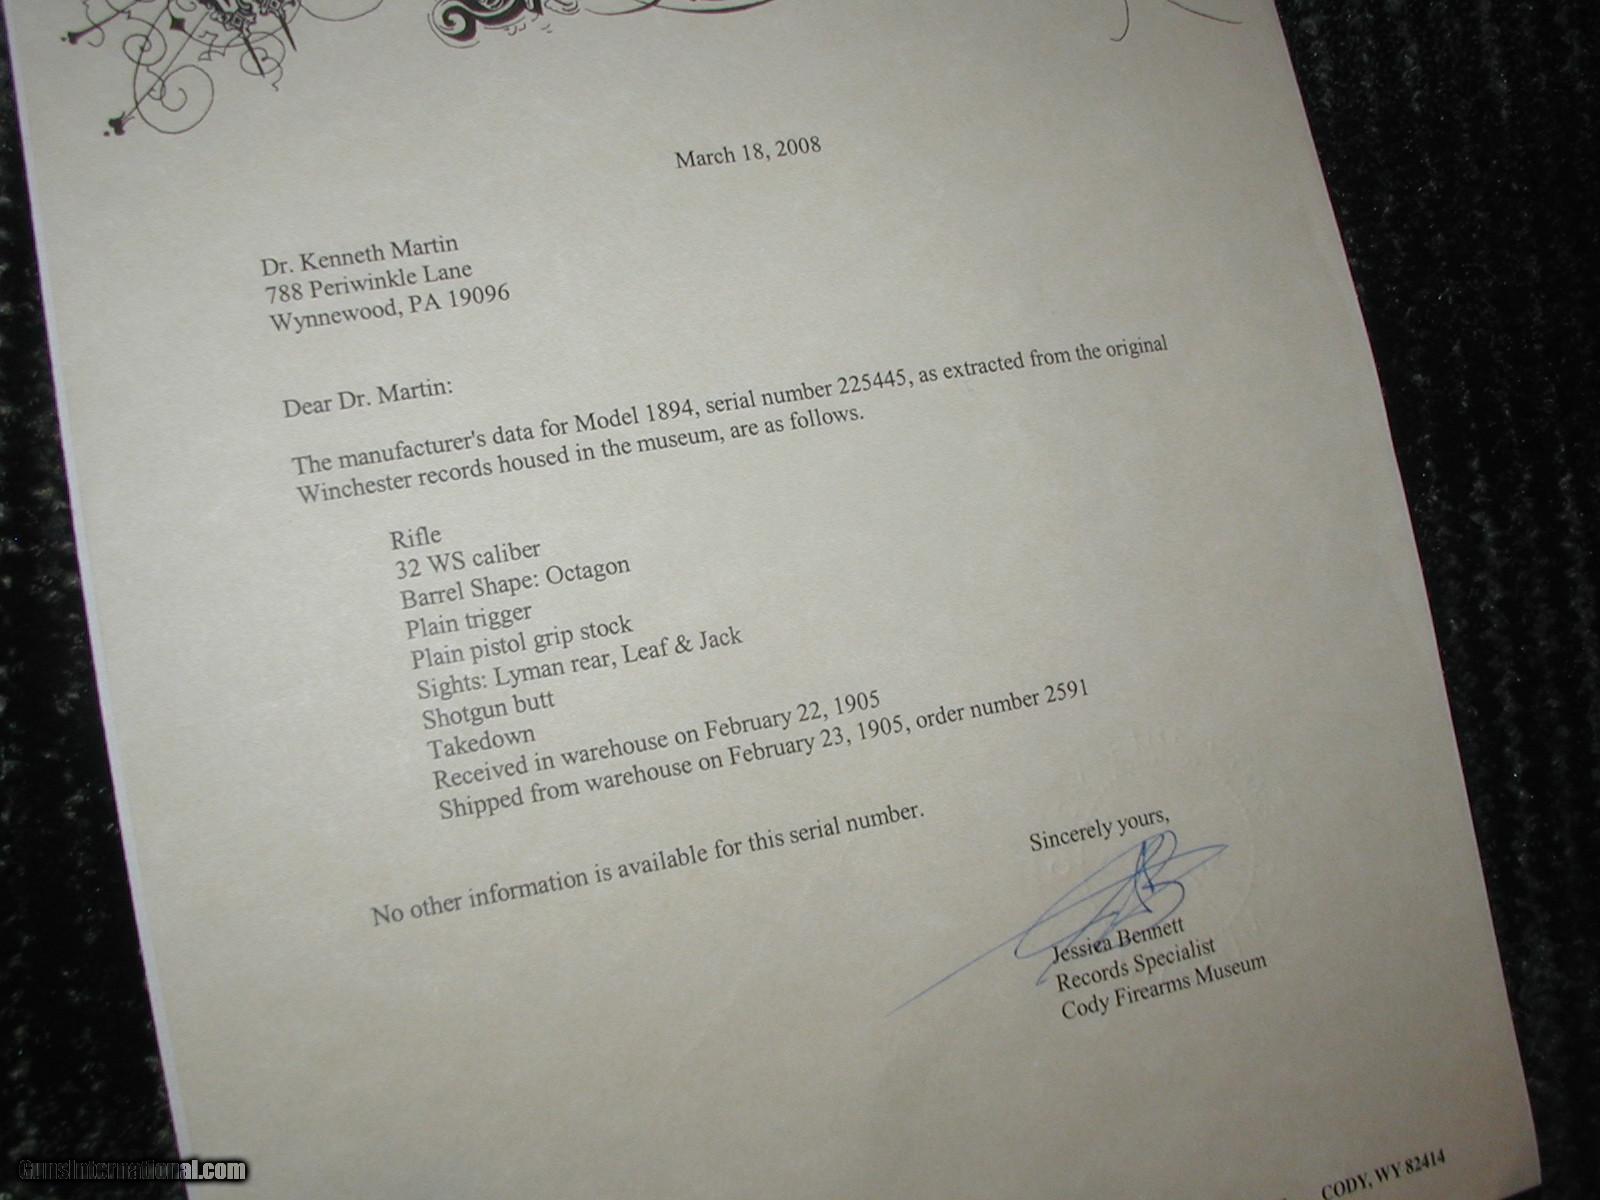 March 18, 2008
Dr. Kenneth Martin
788 Periwinkle Lane
Wynnewood, PA 19096
Dear Dr. Martin:
The manufacturer's data for Model 1894, serial number 225445, as extracted from the original
Winchester records housed in the museum, are as follows.
Rifle
32 WS caliber
Barrel Shape: Octagon
Plain trigger
Plain pistol grip stock
Sights: Lyman rear, Leaf & Jack
Shotgun butt
Takedown
Received in warehouse on February 22, 1905
Shipped from warehouse on February 23, 1905, order number 2591
No other information is available for this serial number.
Sincerely yours,
Jessica Bennett
Records Specialist
Cody Firearms Museum
CODY, WY 82414
GunsInternational.com